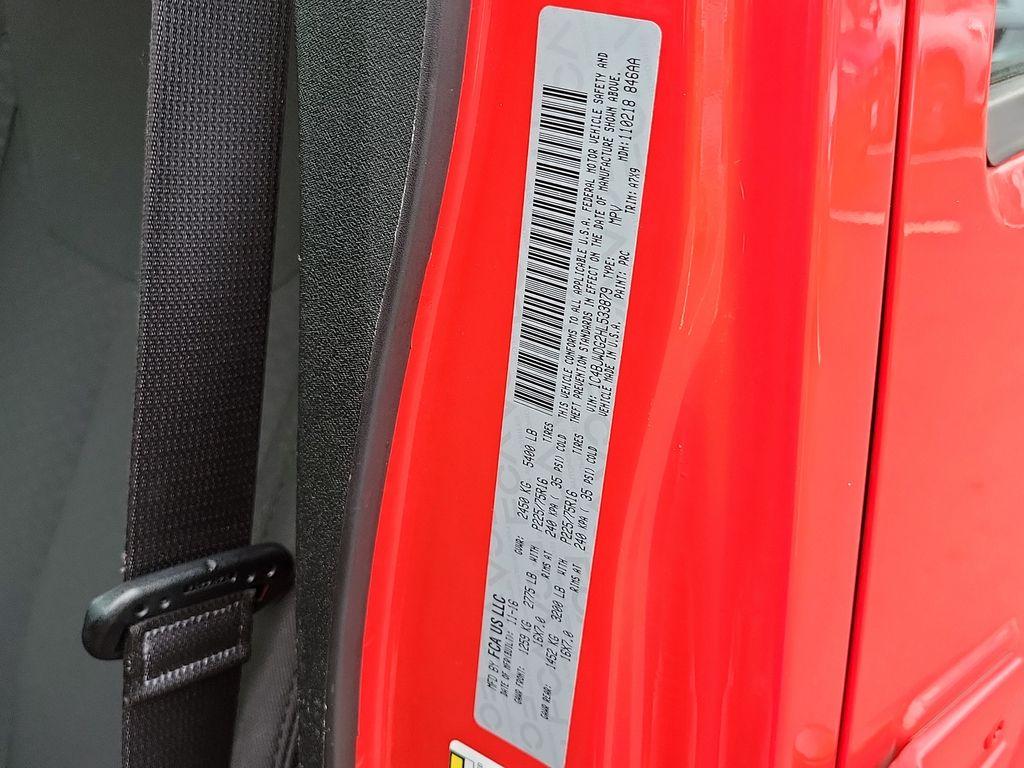 MFD BY FCA US LLC
DATE OF MFR/BUILT: 11-16 GVWR: 2450 KG 5400 LB
GAWR FRONT: 1259 KG 2775 LB WITH P225/75R16 TIRES
16X7.0 RIMS AT 240 KPA ( 35 PSI) COLD
GAWR REAR: 1452 KG 3200 LB WITH P225/75R16 TIRES
16X7.0 RIMS AT 240 KPA ( 35 PSI) COLD
THIS VEHICLE CONFORMS TO ALL APPLICABLE U.S.A. FEDERAL MOTOR VEHICLE SAFETY AND
THEFT PREVENTION STANDARDS IN EFFECT ON THE DATE OF MANUFACTURE SHOWN ABOVE.
VIN: 1C4BJWDG2HL533879 TYPE: MPV MDH: 110218 846AA
VEHICLE MADE IN U.S.A. PAINT: PRC TRIM: A7X9